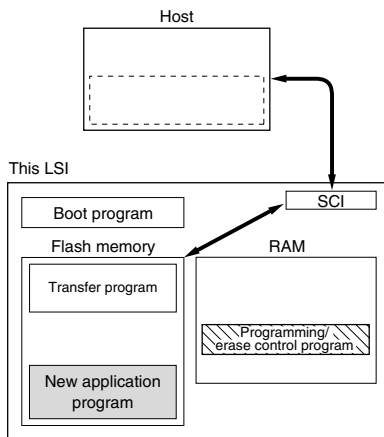 Host
This LSI
SCI
Boot program
Flash memory
RAM
Transfer program
Programming/
erase control program
New application
program